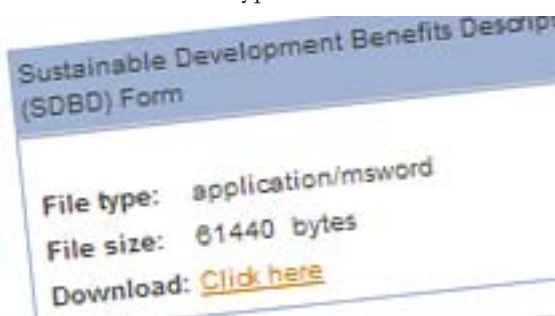 Sustainable Development Benefits
(SDBD) Form
File type: application/msword
File size: 61440 bytes
Download: Click here